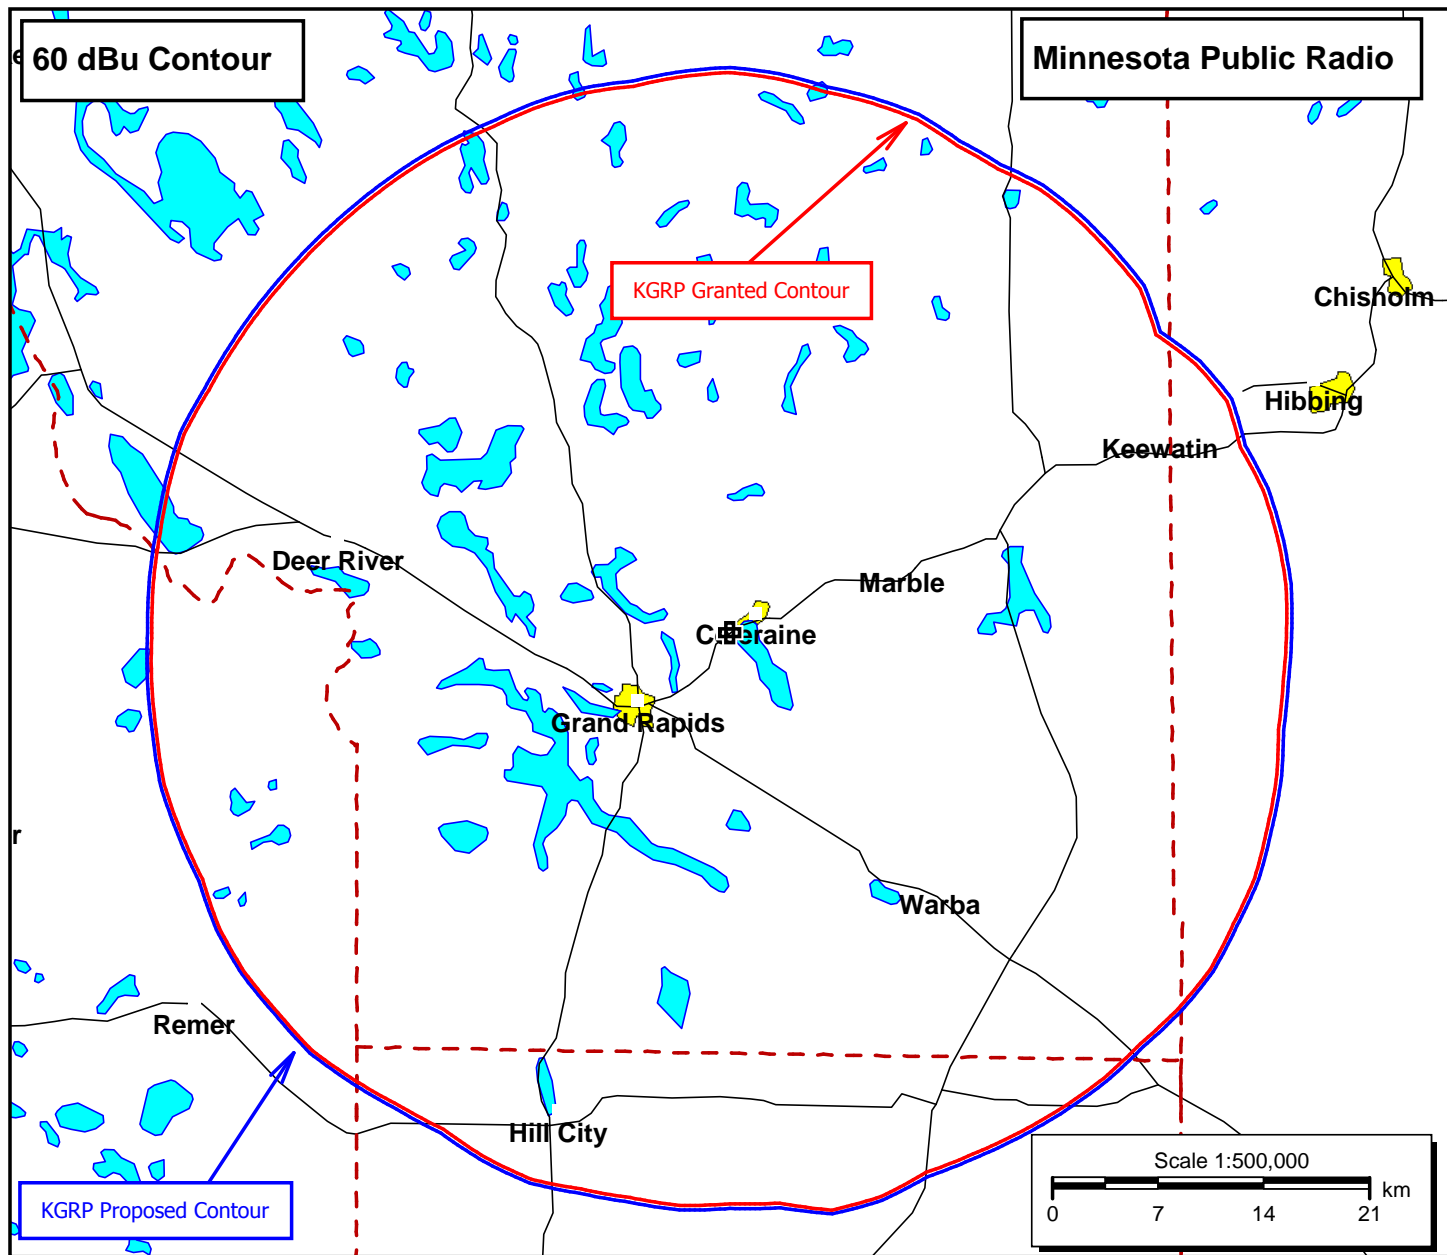 60 dBu Contour
Minnesota Public Radio
KGRP Granted Contour
Chisholm
Hibbing
Keewatin
Deer River
Marble
Grand Rapids
Warba
Remer
Hill City
KGRP Proposed Contour
Scale 1:500,000
km
0 7 14 21